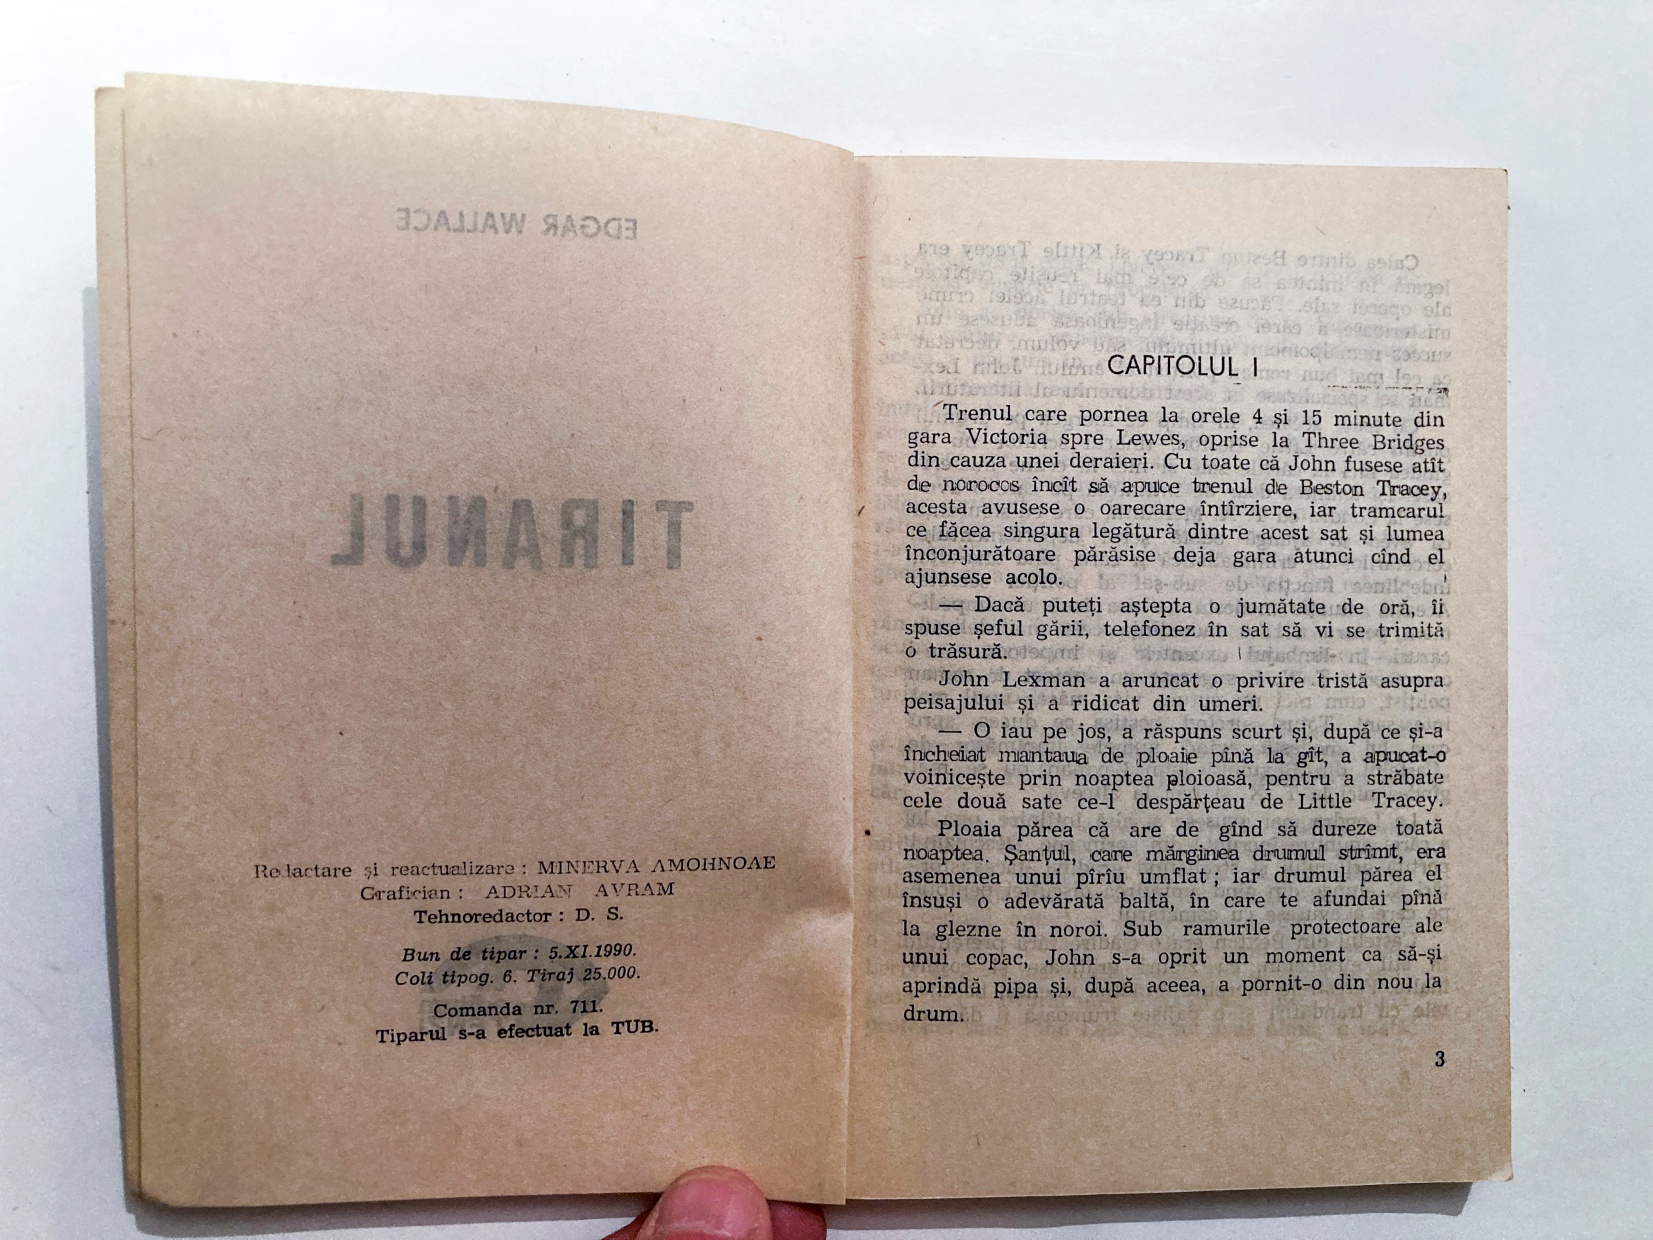 EDGAR WALLACE
TIRANUL
Redactare și reactualizare : MINERVA AMOHNOAE
Grafician : ADRIAN AVRAM
Tehnoredactor : D. S.
Bun de tipar : 5.XI.1990.
Coli tipog. 6. Tiraj 25.000.
Comanda nr. 711.
Tiparul s-a efectuat la TUB.
CAPITOLUL I
Trenul care pornea la orele 4 și 15 minute din
gara Victoria spre Lewes, oprise la Three Bridges
din cauza unei deraieri. Cu toate că John fusese atît
de norocos încît să apuce trenul de Beston Tracey,
acesta avusese o oarecare întîrziere, iar tramcarul
ce făcea singura legătură dintre acest sat și lumea
înconjurătoare părăsise deja gara atunci cînd el
ajunsese acolo.
— Dacă puteți aștepta o jumătate de oră, îi
spuse șeful gării, telefonez în sat să vi se trimită
o trăsură.
John Lexman a aruncat o privire tristă asupra
peisajului și a ridicat din umeri.
— O iau pe jos, a răspuns scurt și, după ce și-a
încheiat mantaua de ploaie pînă la gît, a apucat-o
voinicește prin noaptea ploioasă, pentru a străbate
cele două sate ce-l despărțeau de Little Tracey.
Ploaia părea că are de gînd să dureze toată
noaptea. Șanțul, care mărginea drumul strîmt, era
asemenea unui pîrîu umflat ; iar drumul părea el
însuși o adevărată baltă, în care te afundai pînă
la glezne în noroi. Sub ramurile protectoare ale
unui copac, John s-a oprit un moment ca să-și
aprindă pipa și, după aceea, a pornit-o din nou la
drum.
3